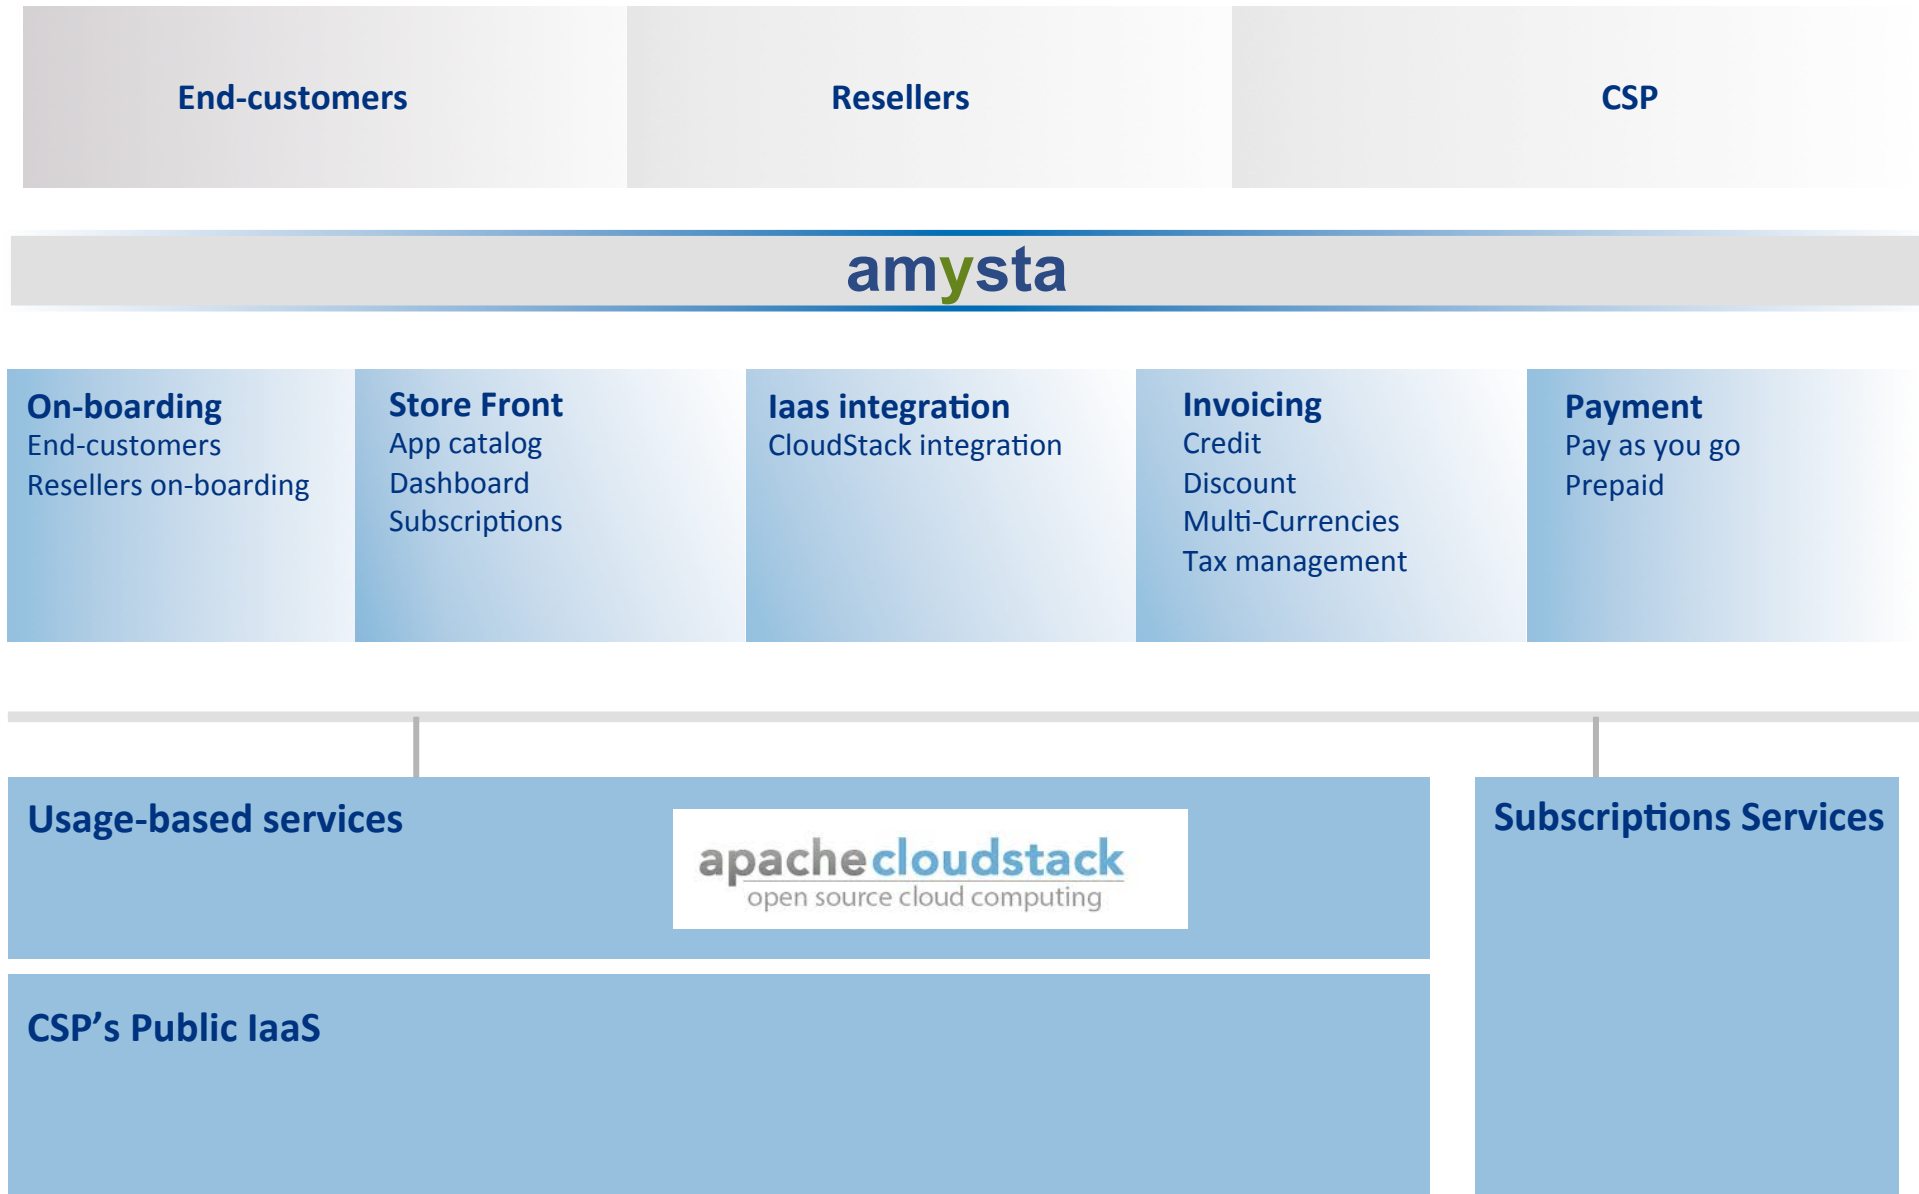 End-customers
Resellers
CSP
amysta
On-boarding
End-customers
Resellers on-boarding
Store Front
App catalog
Dashboard
Subscriptions
Iaas integration
CloudStack integration
Invoicing
Credit
Discount
Multi-Currencies
Tax management
Payment
Pay as you go
Prepaid
Usage-based services
apachecloudstack
open source cloud computing
Subscriptions Services
CSP’s Public IaaS